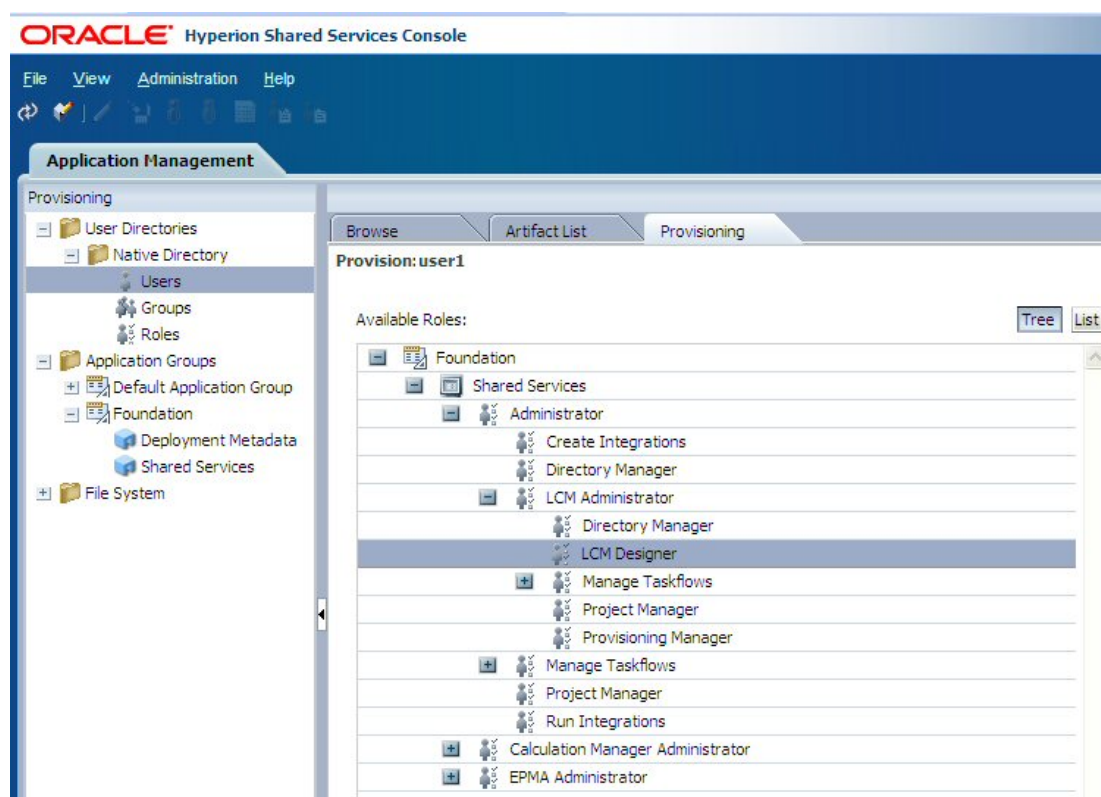 ORACLE Hyperion Shared Services Console
File View Administration Help
Application Management
Provisioning
User Directories
Native Directory
Users
Groups
Roles
Application Groups
Default Application Group
Foundation
Deployment Metadata
Shared Services
File System
Browse Artifact List Provisioning
Provision: user1
Available Roles: Tree List
Foundation
Shared Services
Administrator
Create Integrations
Directory Manager
LCM Administrator
Directory Manager
LCM Designer
Manage Taskflows
Project Manager
Provisioning Manager
Manage Taskflows
Project Manager
Run Integrations
Calculation Manager Administrator
EPMA Administrator